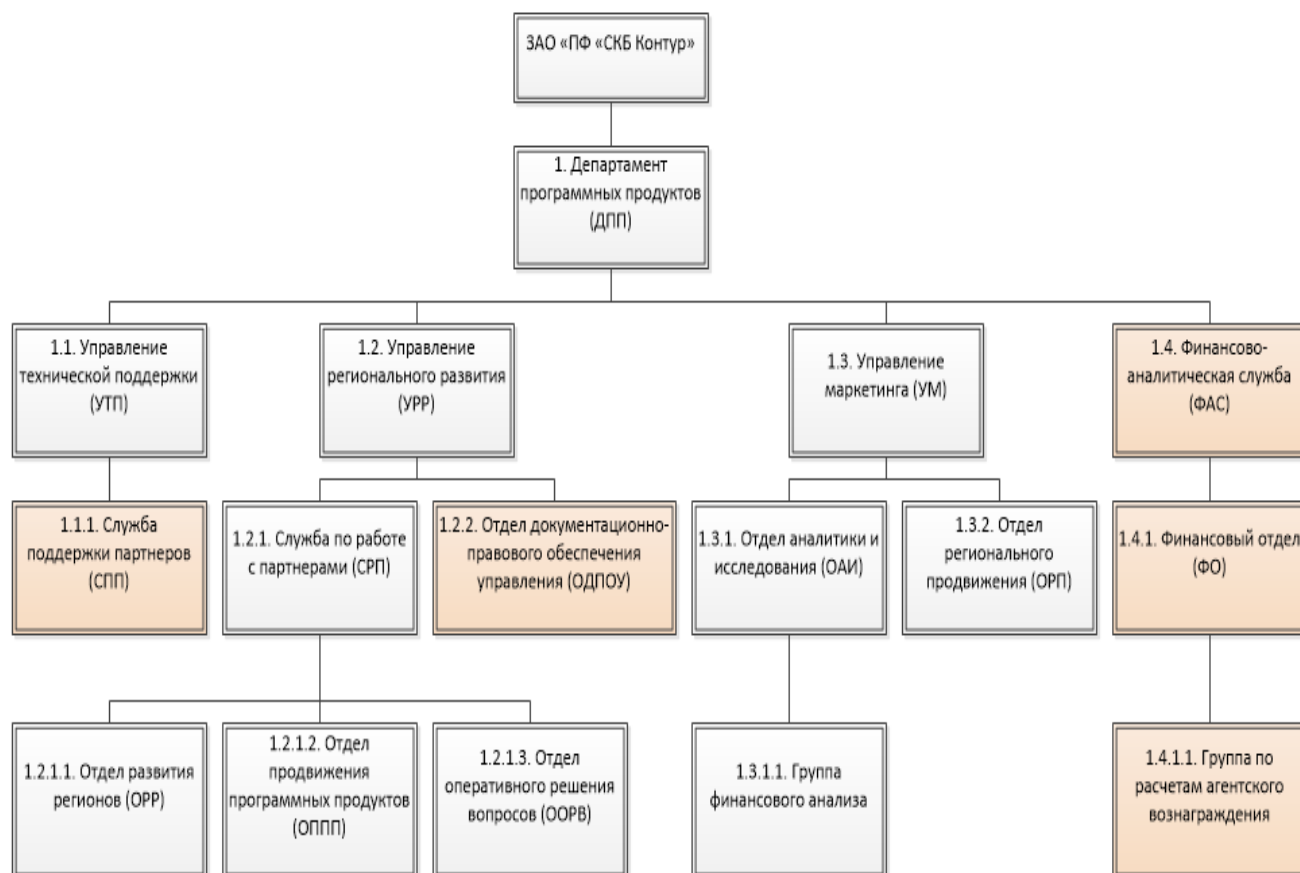 ЗАО «ПФ «СКБ Контур»
1. Департамент
программных продуктов
(ДПП)
1.1. Управление
технической поддержки
(УТП)
1.2. Управление
регионального развития
(УРР)
1.3. Управление
маркетинга (УМ)
1.4. Финансово-
аналитическая служба
(ФАС)
1.1.1. Служба
поддержки партнеров
(СПП)
1.2.1. Служба по работе
с партнерами (СРП)
1.2.2. Отдел документационно-
правового обеспечения
управления (ОДПОУ)
1.3.1. Отдел аналитики и
исследования (ОАИ)
1.3.2. Отдел
регионального
продвижения (ОРП)
1.4.1. Финансовый отдел
(ФО)
1.2.1.1. Отдел развития
регионов (ОРР)
1.2.1.2. Отдел
продвижения
программных продуктов
(ОППП)
1.2.1.3. Отдел
оперативного решения
вопросов (ООРВ)
1.3.1.1. Группа
финансового анализа
1.4.1.1. Группа по
расчетам агентского
вознаграждения